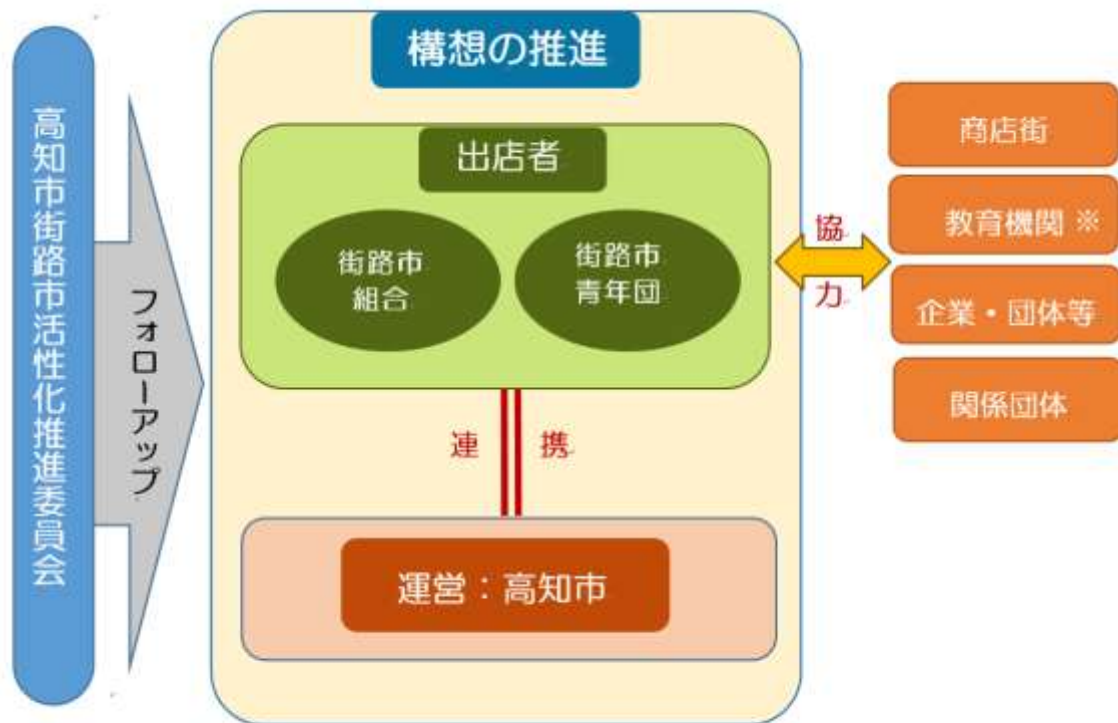 高知市街路市活性化推進委員会
フォローアップ
構想の推進
出店者
街路市
組合
街路市
青年団
連携
運営：高知市
協
力
商店街
教育機関 ※
企業・団体等
関係団体